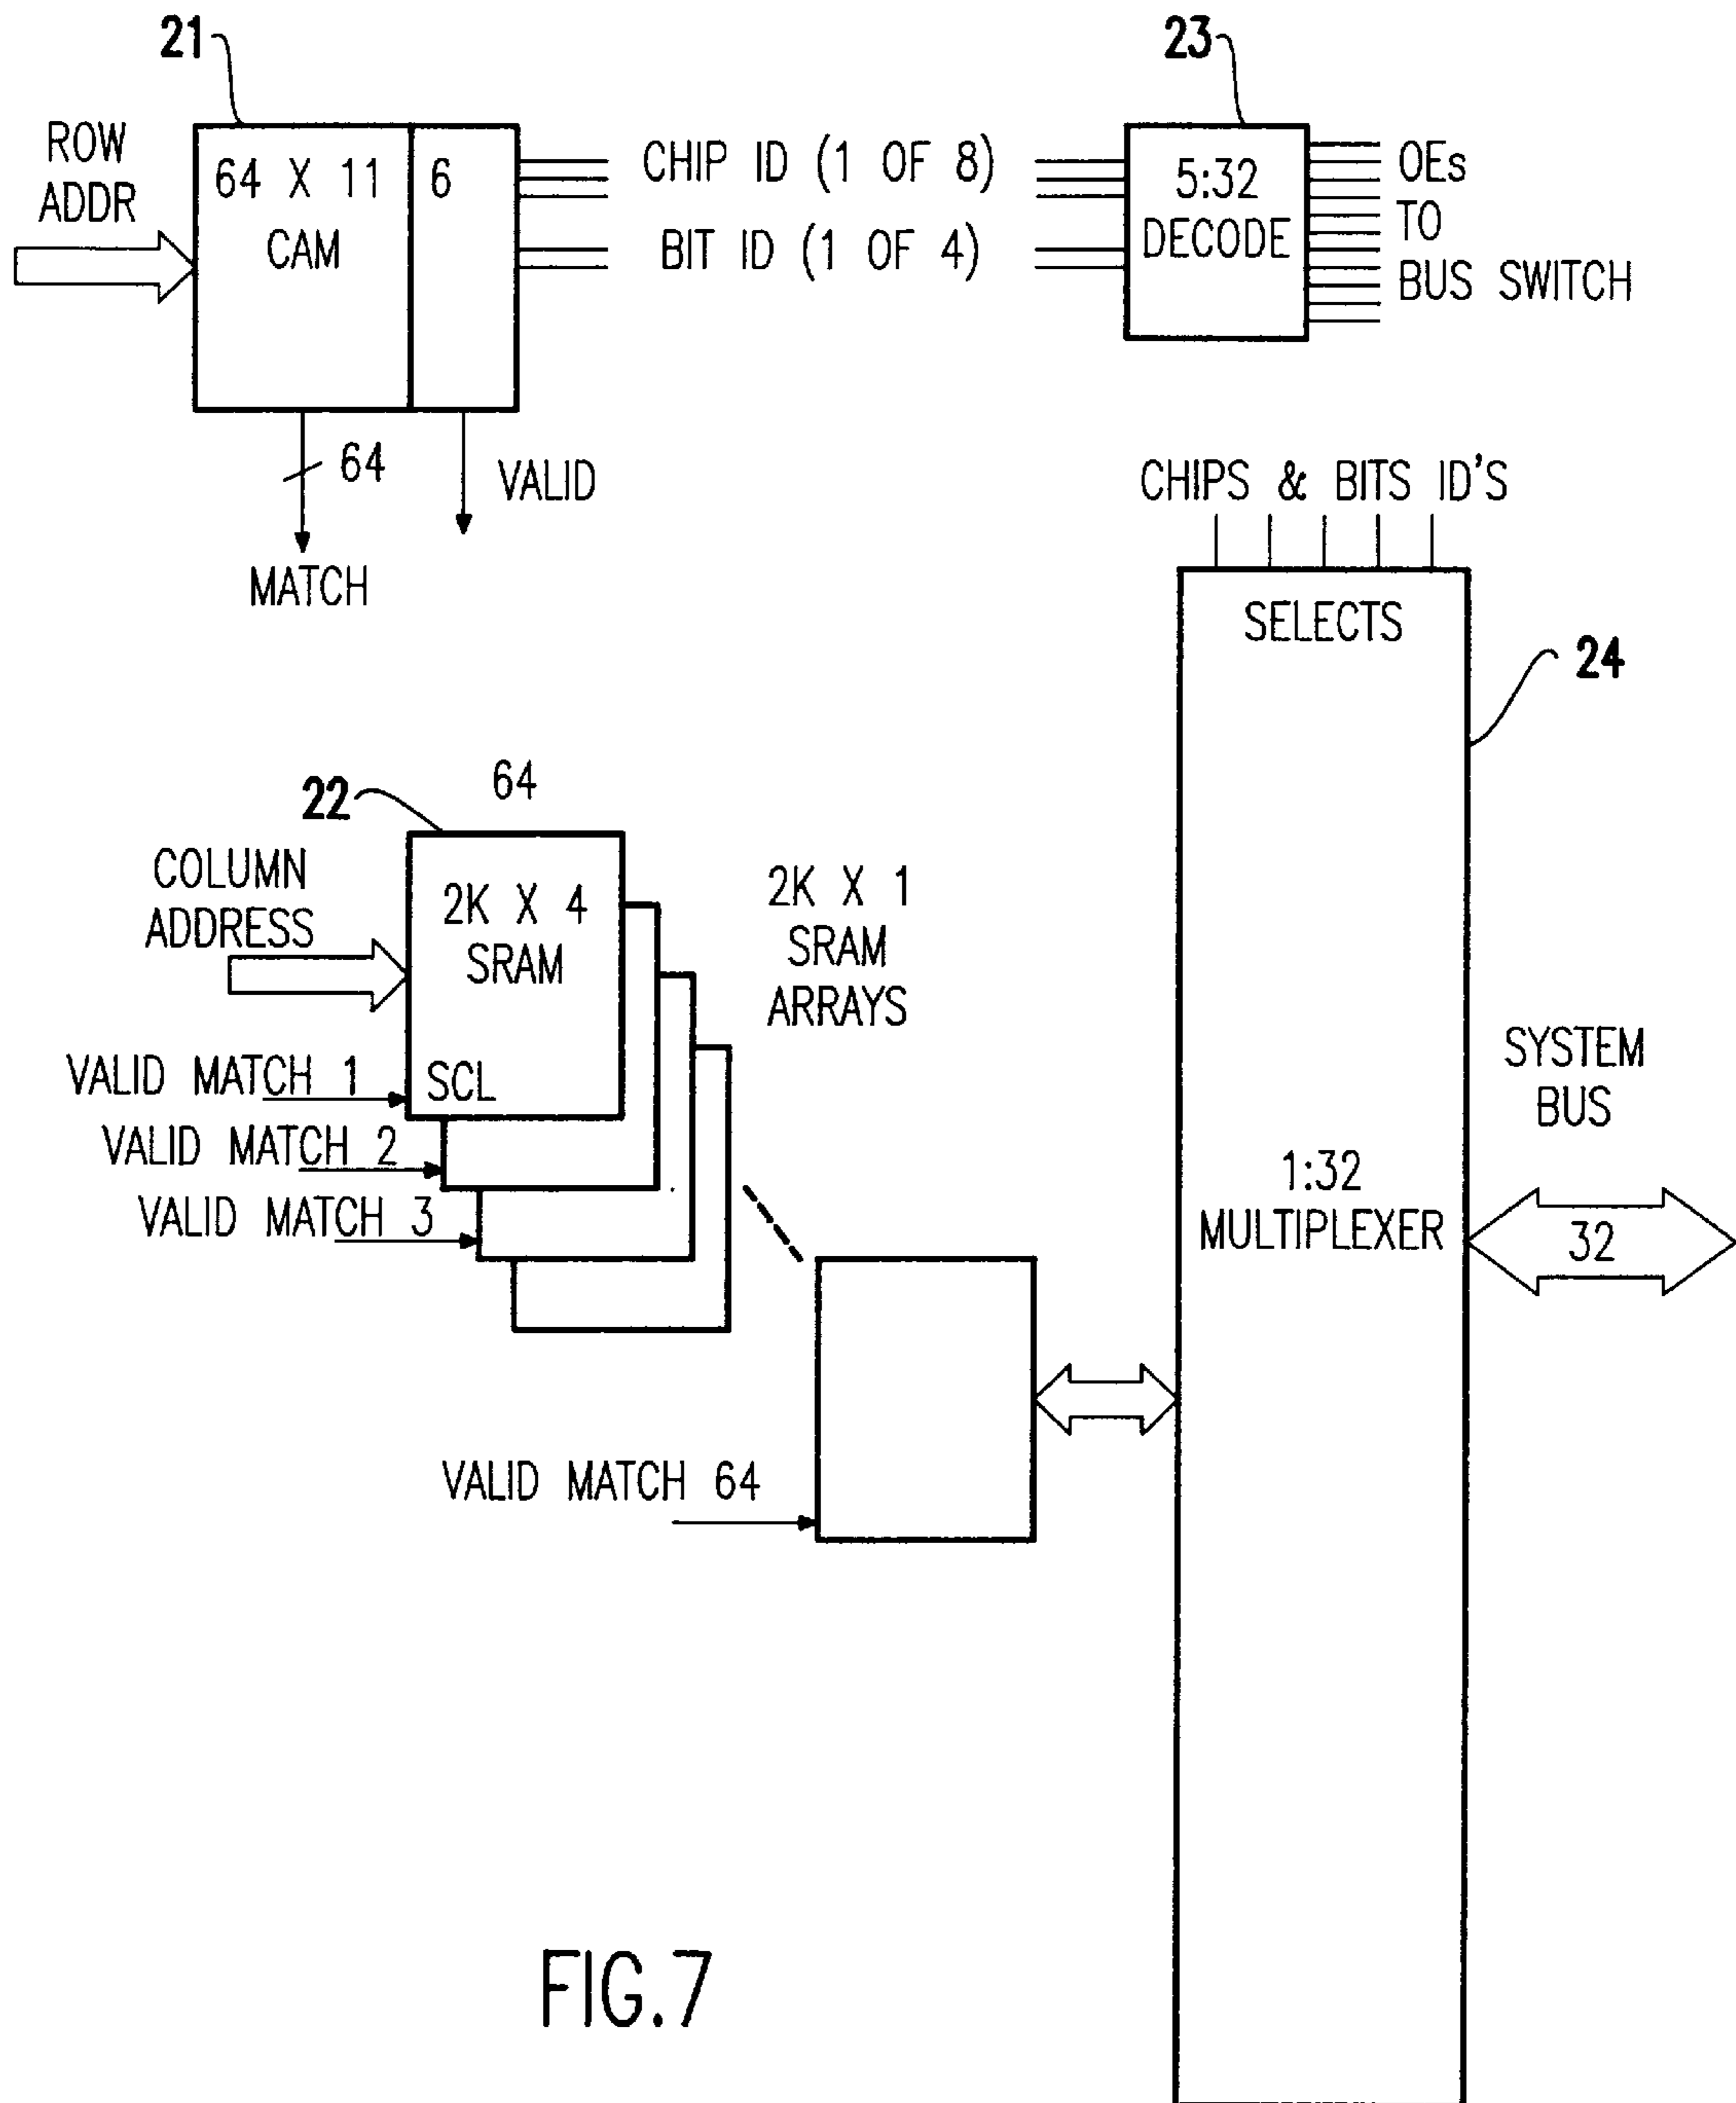 21
23
ROW
ADDR
64 X 11
CAM
6
CHIP ID (1 OF 8)
BIT ID (1 OF 4)
5:32
DECODE
OEs
TO
BUS SWITCH
64
VALID
MATCH
CHIPS & BITS ID'S
SELECTS
24
22
64
COLUMN
ADDRESS
2K X 4
SRAM
SCL
2K X 1
SRAM
ARRAYS
VALID MATCH 1
VALID MATCH 2
VALID MATCH 3
VALID MATCH 64
1:32
MULTIPLEXER
SYSTEM
BUS
32
FIG.7